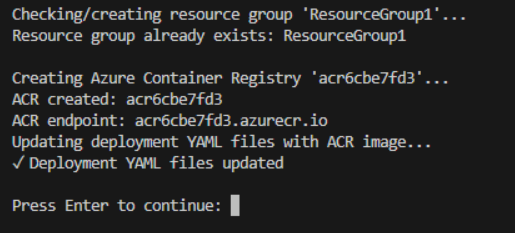 Checking/creating resource group 'ResourceGroup1'...
Resource group already exists: ResourceGroup1
Creating Azure Container Registry 'acr6cbe7fd3'...
ACR created: acr6cbe7fd3
ACR endpoint: acr6cbe7fd3.azurecr.io
Updating deployment YAML files with ACR image...
✓ Deployment YAML files updated
Press Enter to continue: